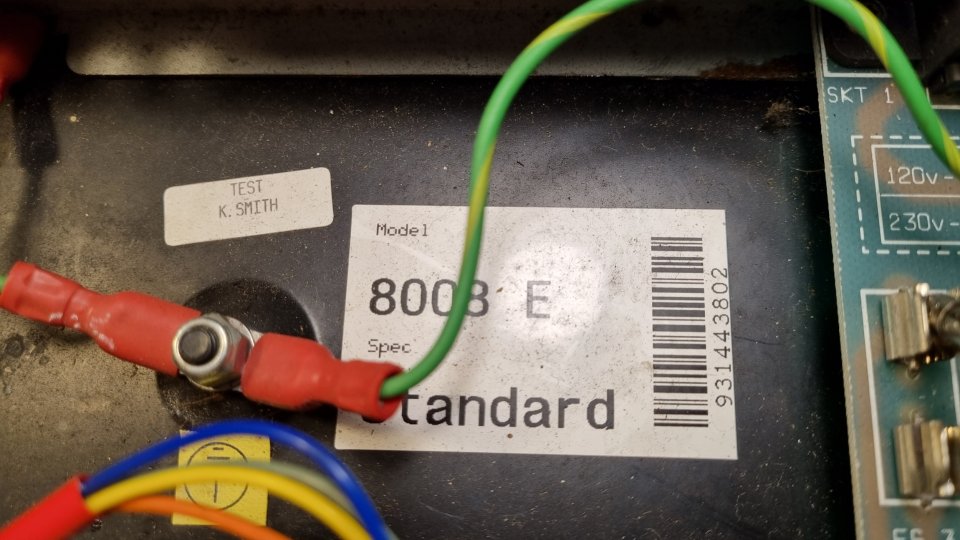 TEST
K.SMITH
Model
8008 E
Spec
Standard
931443802
SKT 1
120v-
230v-